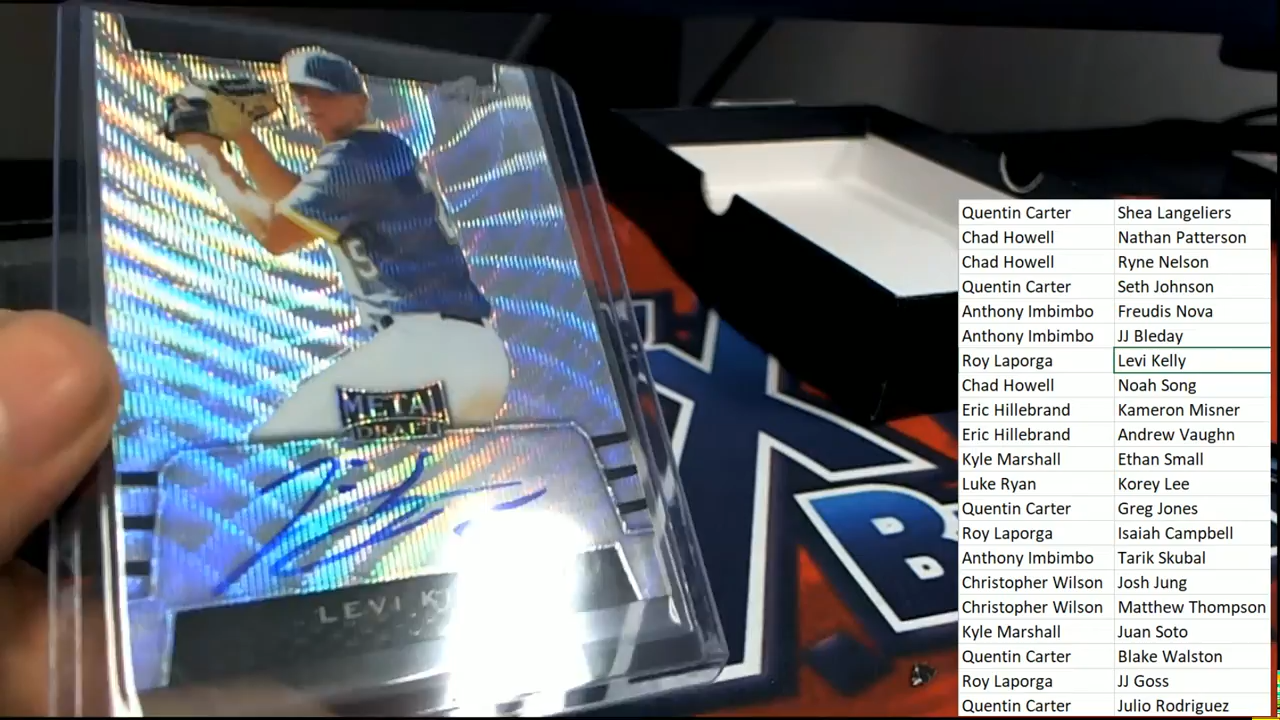 5
METAL
DRAFT
LEVI K
B
Quentin Carter Shea Langeliers
Chad Howell Nathan Patterson
Chad Howell Ryne Nelson
Quentin Carter Seth Johnson
Anthony Imbimbo Freudis Nova
Anthony Imbimbo JJ Bleday
Roy Laporga Levi Kelly
Chad Howell Noah Song
Eric Hillebrand Kameron Misner
Eric Hillebrand Andrew Vaughn
Kyle Marshall Ethan Small
Luke Ryan Korey Lee
Quentin Carter Greg Jones
Roy Laporga Isaiah Campbell
Anthony Imbimbo Tarik Skubal
Christopher Wilson Josh Jung
Christopher Wilson Matthew Thompson
Kyle Marshall Juan Soto
Quentin Carter Blake Walston
Roy Laporga JJ Goss
Quentin Carter Julio Rodriguez